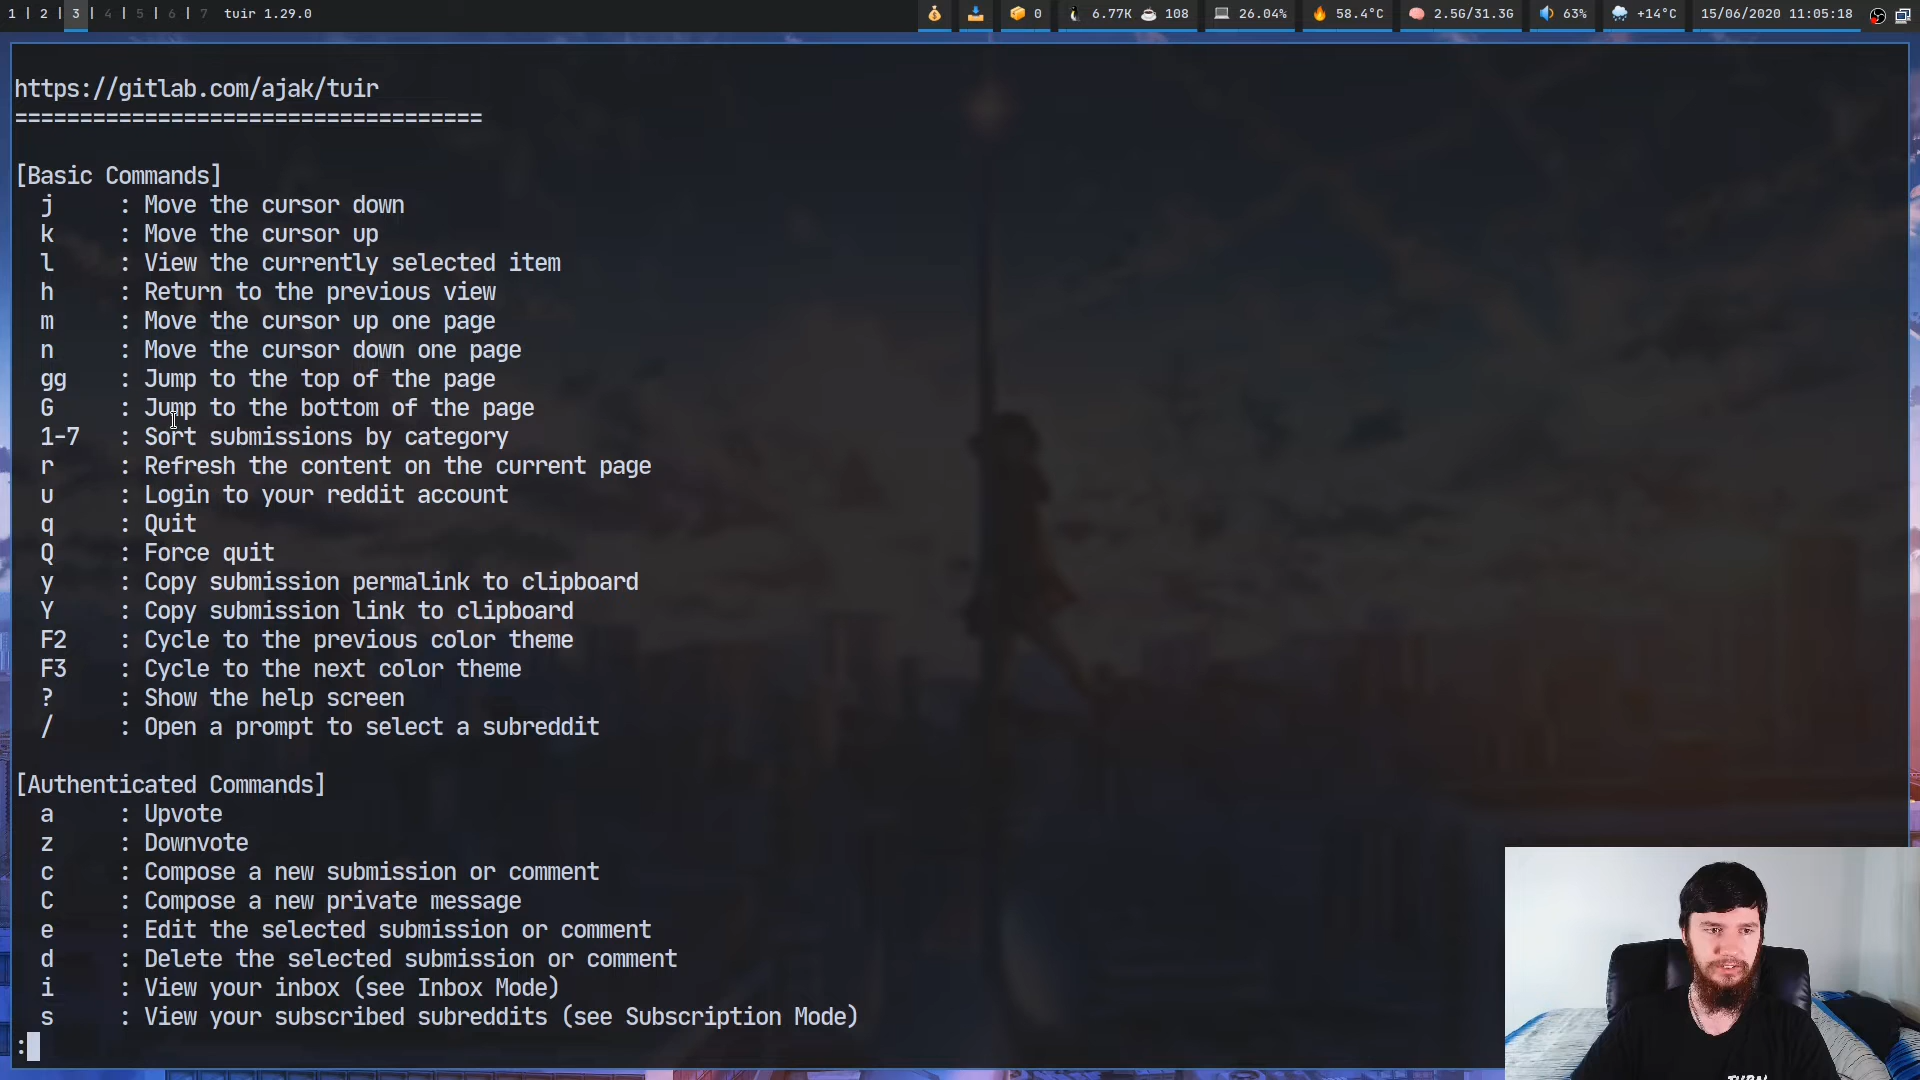 1 | 2 | 3 | 4 | 5 | 6 | 7 tuir 1.29.0 0 6.77K 108 26.04% 58.4°C 2.5G/31.3G 63% +14°C 15/06/2020 11:05:18
https://gitlab.com/ajak/tuir
====================================
[Basic Commands]
j : Move the cursor down
k : Move the cursor up
l : View the currently selected item
h : Return to the previous view
m : Move the cursor up one page
n : Move the cursor down one page
gg : Jump to the top of the page
G : Jump to the bottom of the page
1-7 : Sort submissions by category
r : Refresh the content on the current page
u : Login to your reddit account
q : Quit
Q : Force quit
y : Copy submission permalink to clipboard
Y : Copy submission link to clipboard
F2 : Cycle to the previous color theme
F3 : Cycle to the next color theme
? : Show the help screen
/ : Open a prompt to select a subreddit
[Authenticated Commands]
a : Upvote
z : Downvote
c : Compose a new submission or comment
C : Compose a new private message
e : Edit the selected submission or comment
d : Delete the selected submission or comment
i : View your inbox (see Inbox Mode)
s : View your subscribed subreddits (see Subscription Mode)
: